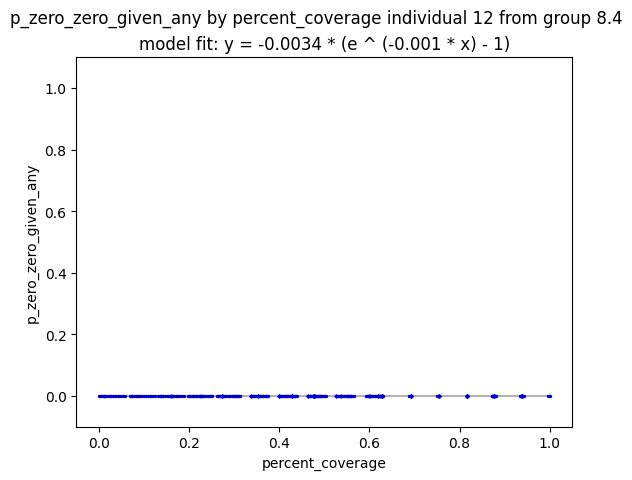 p_zero_zero_given_any by percent_coverage individual 12 from group 8.4
model fit: y = -0.0034 * (e ^ (-0.001 * x) - 1)
p_zero_zero_given_any
1.0
0.8
0.6
0.4
0.2
0.0
0.0 0.2 0.4 0.6 0.8 1.0
percent_coverage